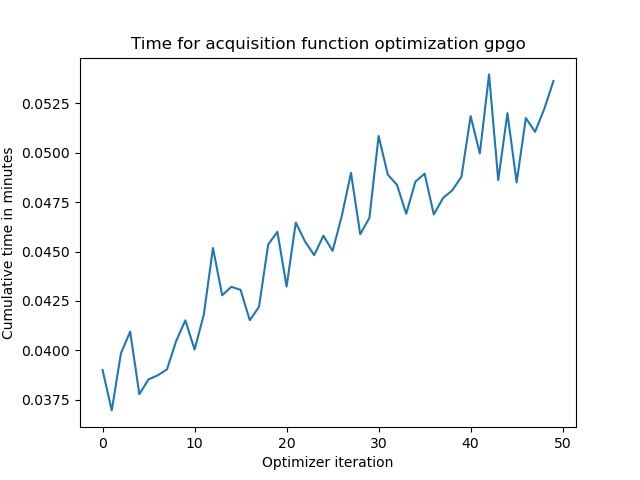 Time for acquisition function optimization gpgo
Cumulative time in minutes
0.0525
0.0500
0.0475
0.0450
0.0425
0.0400
0.0375
0 10 20 30 40 50
Optimizer iteration